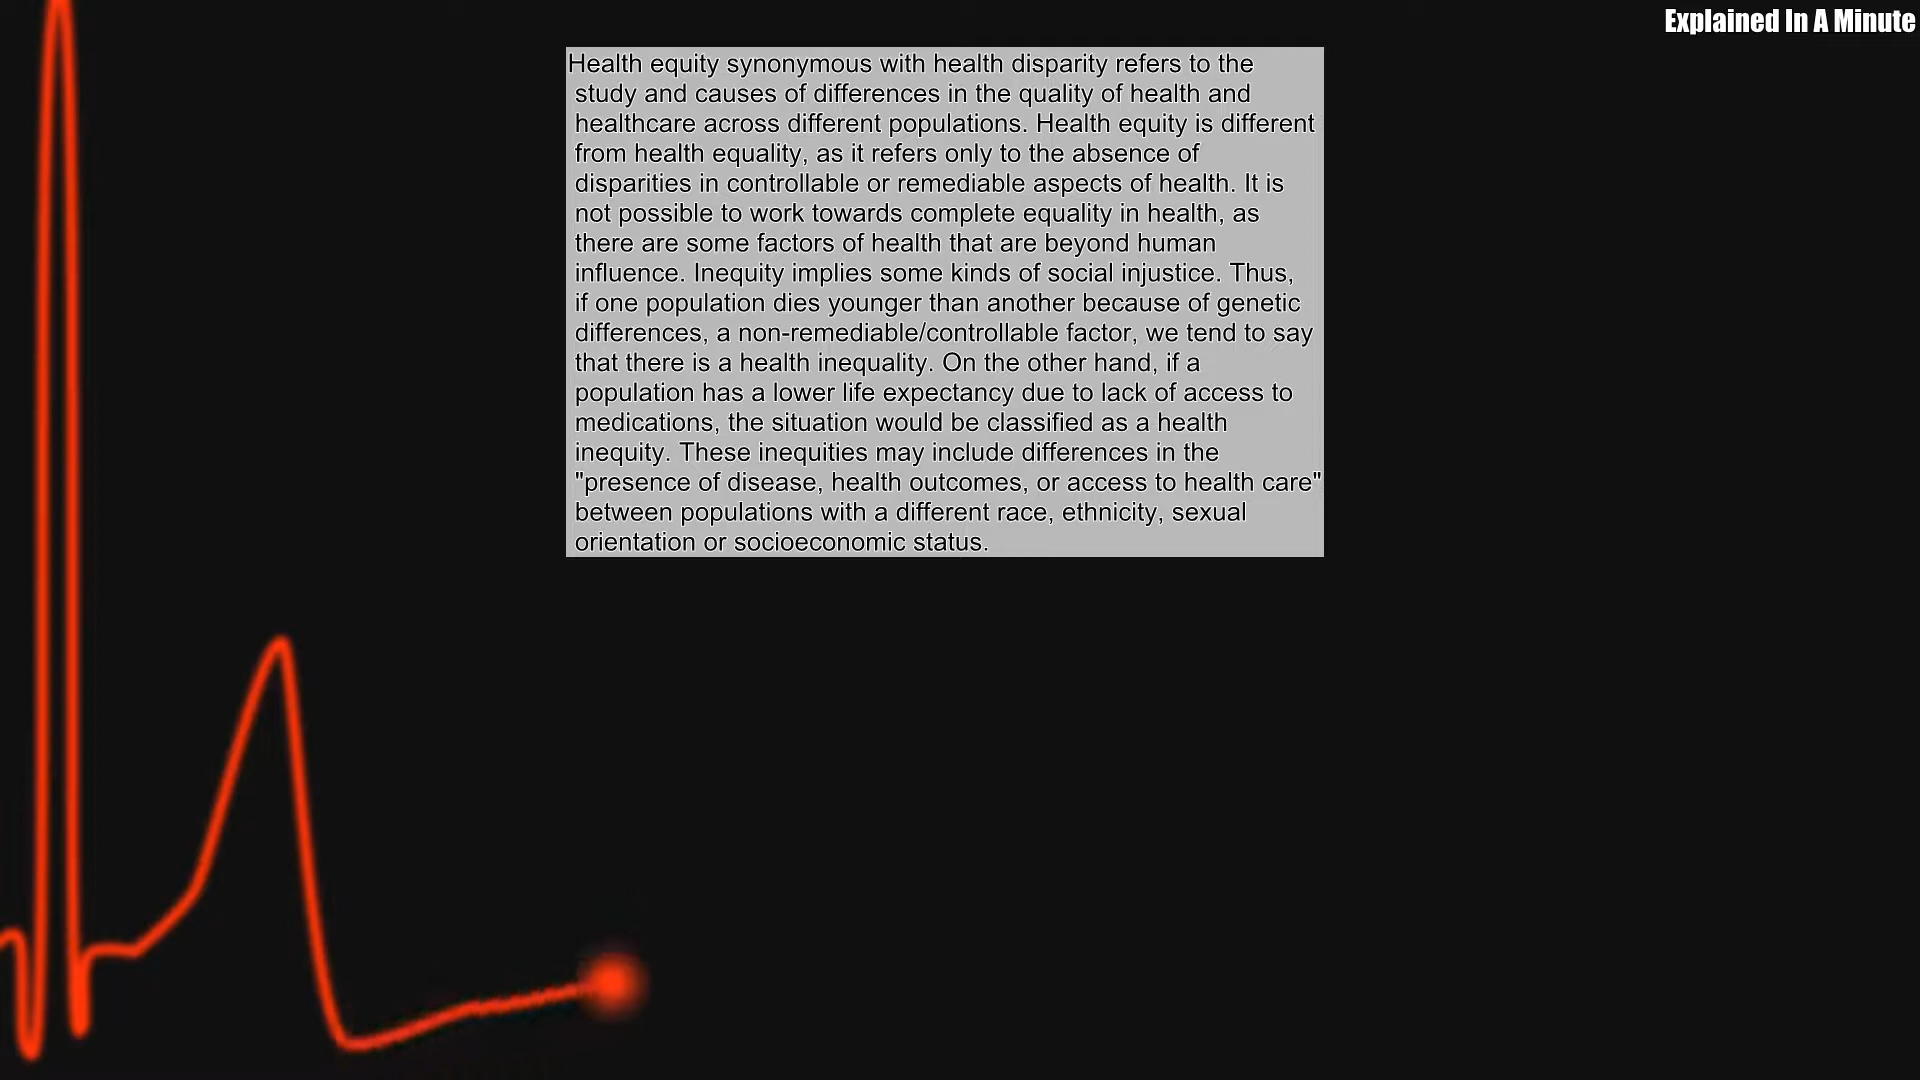 Explained In A Minute
Health equity synonymous with health disparity refers to the
study and causes of differences in the quality of health and
healthcare across different populations. Health equity is different
from health equality, as it refers only to the absence of
disparities in controllable or remediable aspects of health. It is
not possible to work towards complete equality in health, as
there are some factors of health that are beyond human
influence. Inequity implies some kinds of social injustice. Thus,
if one population dies younger than another because of genetic
differences, a non-remediable/controllable factor, we tend to say
that there is a health inequality. On the other hand, if a
population has a lower life expectancy due to lack of access to
medications, the situation would be classified as a health
inequity. These inequities may include differences in the
"presence of disease, health outcomes, or access to health care"
between populations with a different race, ethnicity, sexual
orientation or socioeconomic status.